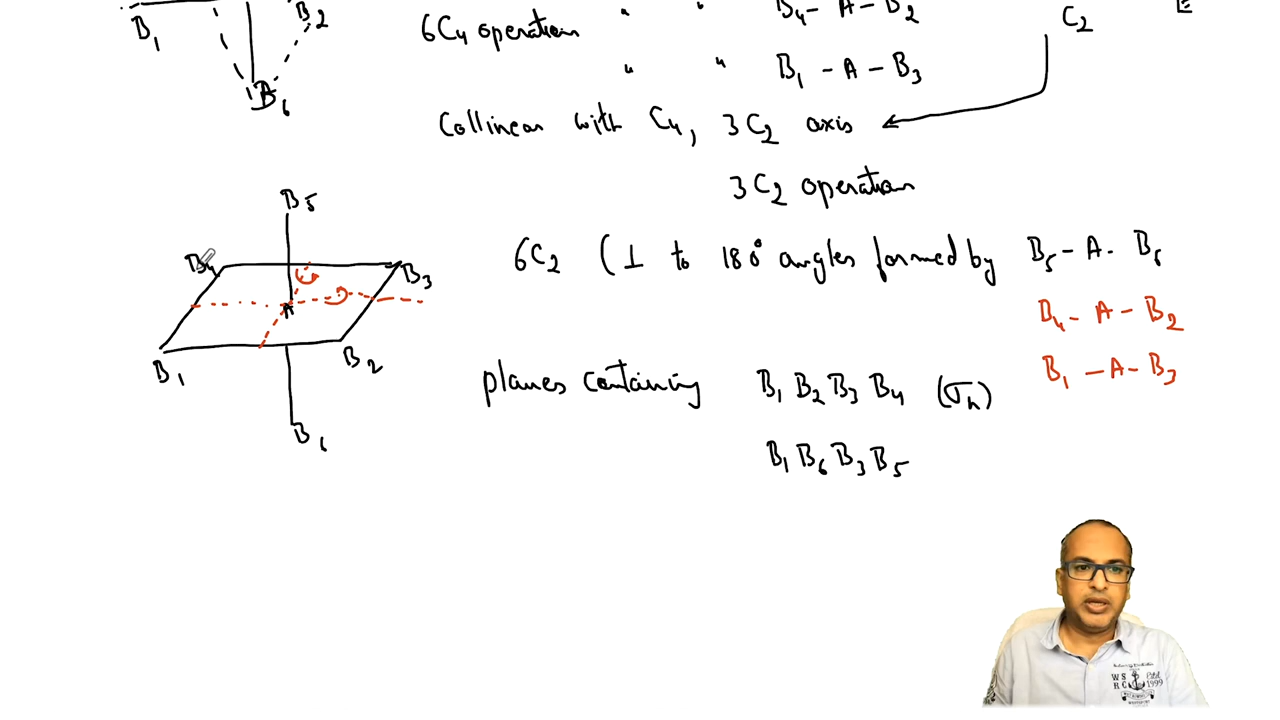 B1
B2
B6
6C4 operation " " B4 - A - B2
" " B1 - A - B3
C2
E
Collinear with C4, 3C2 axis
3C2 operation
B5
B4
B3
A
B1
B2
B6
6C2 (⊥ to 180° angles formed by B5 - A - B6
B4 - A - B2
B1 - A - B3
planes containing B1 B2 B3 B4 (σh)
B1 B6 B3 B5
W S
R C
1999